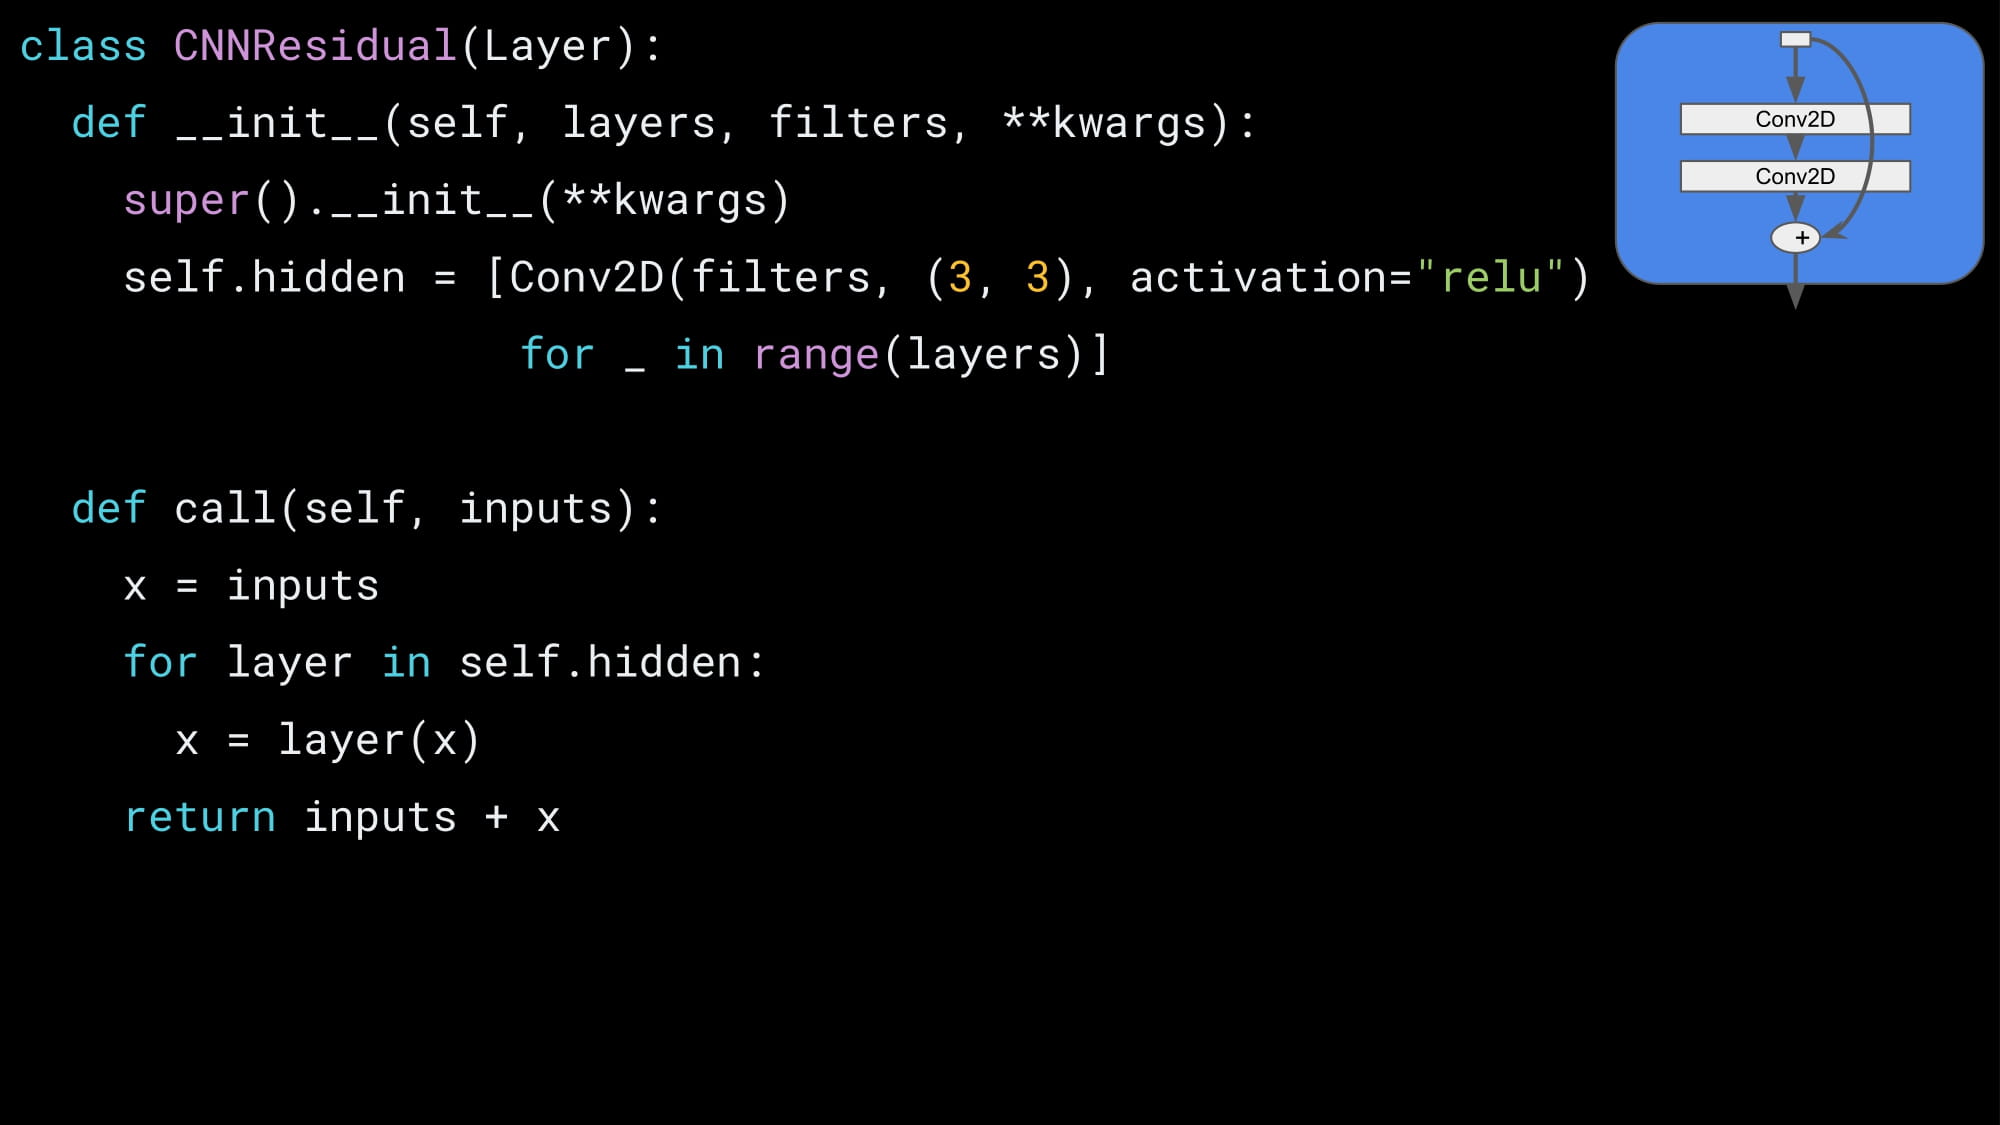 class CNNResidual(Layer):
  def __init__(self, layers, filters, **kwargs):
    super().__init__(**kwargs)
    self.hidden = [Conv2D(filters, (3, 3), activation="relu")
                   for _ in range(layers)]
  def call(self, inputs):
    x = inputs
    for layer in self.hidden:
      x = layer(x)
    return inputs + x
Conv2D
Conv2D
+